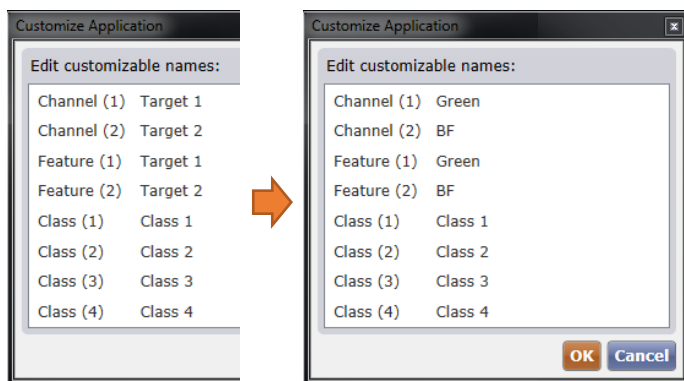 Customize Application
Edit customizable names:
Channel (1) Target 1
Channel (2) Target 2
Feature (1) Target 1
Feature (2) Target 2
Class (1) Class 1
Class (2) Class 2
Class (3) Class 3
Class (4) Class 4
Customize Application
Edit customizable names:
Channel (1) Green
Channel (2) BF
Feature (1) Green
Feature (2) BF
Class (1) Class 1
Class (2) Class 2
Class (3) Class 3
Class (4) Class 4
OK Cancel